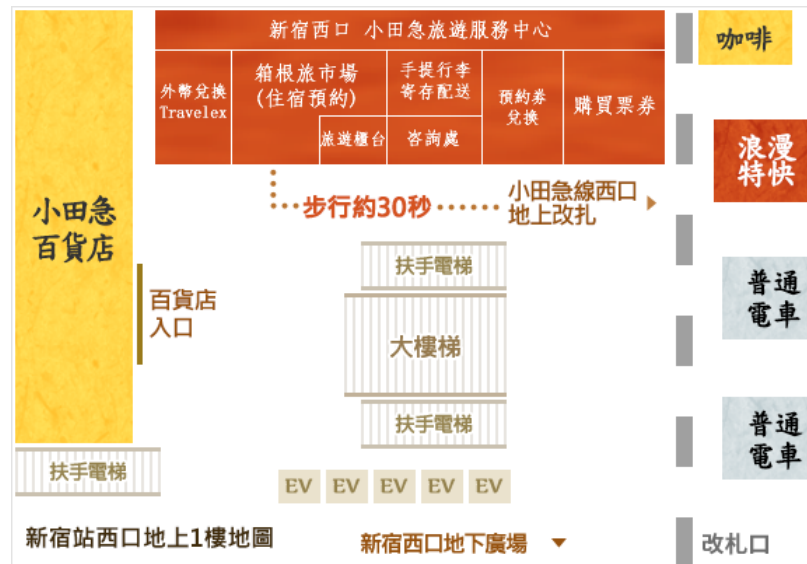 新宿西口 小田急旅遊服務中心
外幣兌換
Travelex
箱根旅市場
(住宿預約)
旅遊櫃台
手提行李
寄存配送
咨詢處
預約券
兌換
購買票券
咖啡
浪漫
特快
步行約30秒
小田急線西口
地上改扎
小田急
百貨店
百貨店
入口
扶手電梯
大樓梯
扶手電梯
普通
電車
普通
電車
扶手電梯
EV EV EV EV EV
新宿站西口地上1樓地圖
新宿西口地下廣場
改札口